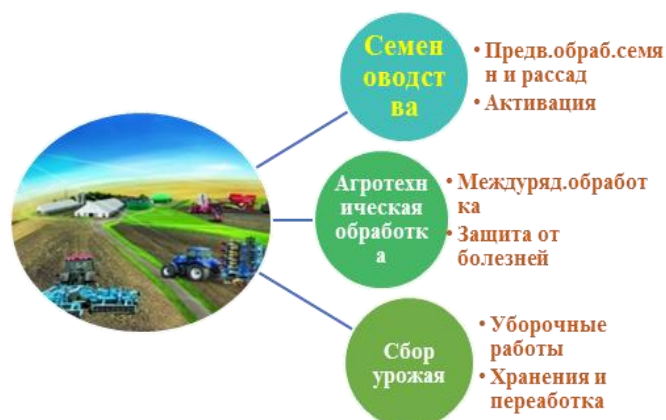 Семен
оводст
ва
• Предв.обраб.семя
н и рассад
• Активация
Агротехн
ическая
обработк
а
• Междуряд.обработ
ка
• Защита от
болезней
Сбор
урожая
• Уборочные
работы
• Хранения и
переаботка